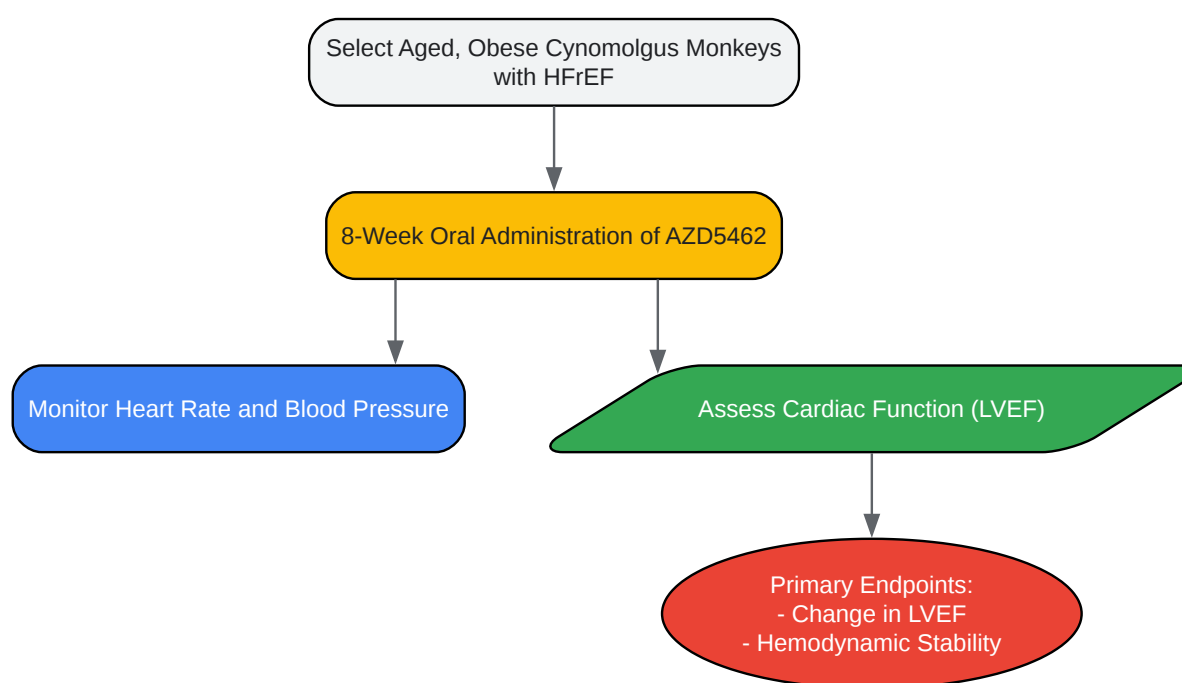 Select Aged, Obese Cynomolgus Monkeys
with HFrEF
8-Week Oral Administration of AZD5462
Monitor Heart Rate and Blood Pressure
Assess Cardiac Function (LVEF)
Primary Endpoints:
- Change in LVEF
- Hemodynamic Stability